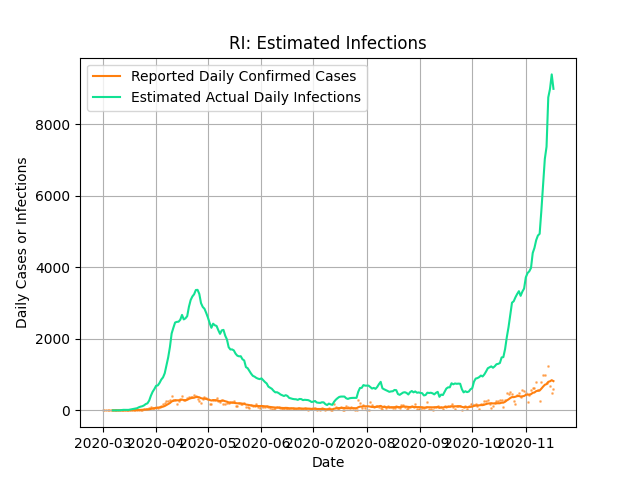 RI: Estimated Infections
Reported Daily Confirmed Cases
Estimated Actual Daily Infections
Daily Cases or Infections
8000
6000
4000
2000
0
2020-03 2020-04 2020-05 2020-06 2020-07 2020-08 2020-09 2020-10 2020-11
Date